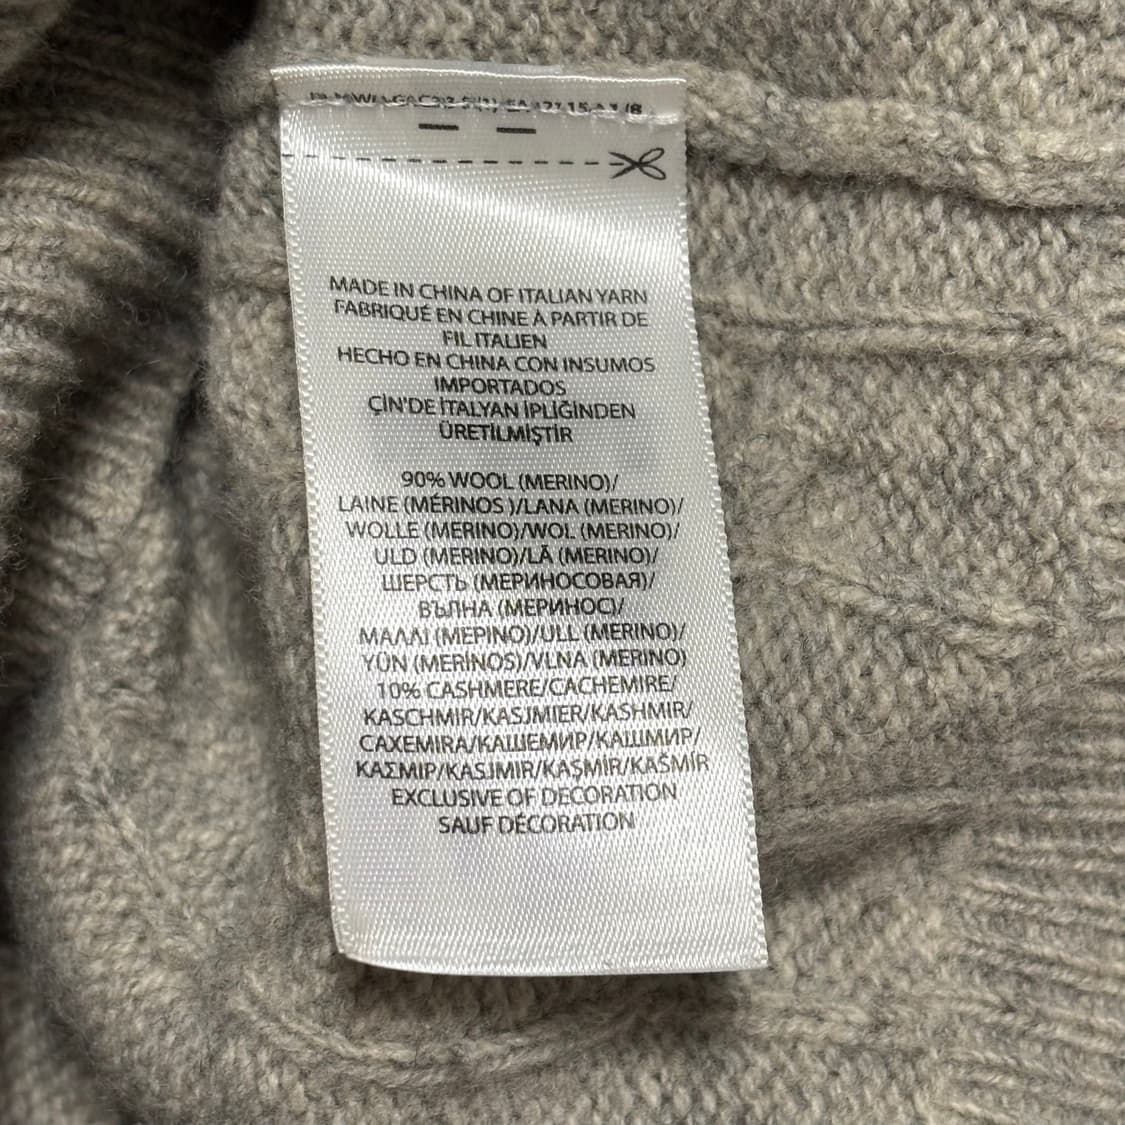 MADE IN CHINA OF ITALIAN YARN
FABRIQUÉ EN CHINE À PARTIR DE
FIL ITALIEN
HECHO EN CHINA CON INSUMOS
IMPORTADOS
ÇİN'DE İTALYAN İPLİĞİNDEN
ÜRETİLMİŞTİR
90% WOOL (MERINO)/
LAINE (MÉRINOS )/LANA (MERINO)/
WOLLE (MERINO)/WOL (MERINO)/
ULD (MERINO)/LÃ (MERINO)/
ШЕРСТЬ (МЕРИНОСОВАЯ)/
ВЪЛНА (МЕРИНОС)/
ΜΑΛΛΙ (ΜΕΡΙΝΟ)/ULL (MERINO)/
YÜN (MERİNOS)/VLNA (MERINO)
10% CASHMERE/CACHEMIRE/
KASCHMIR/KASJMIER/KASHMIR/
CAXEMIRA/КАШЕМИР/КАШМИР/
ΚΑΣΜΙΡ/KASJMIR/KAŞMİR/KAŠMÍR
EXCLUSIVE OF DECORATION
SAUF DÉCORATION